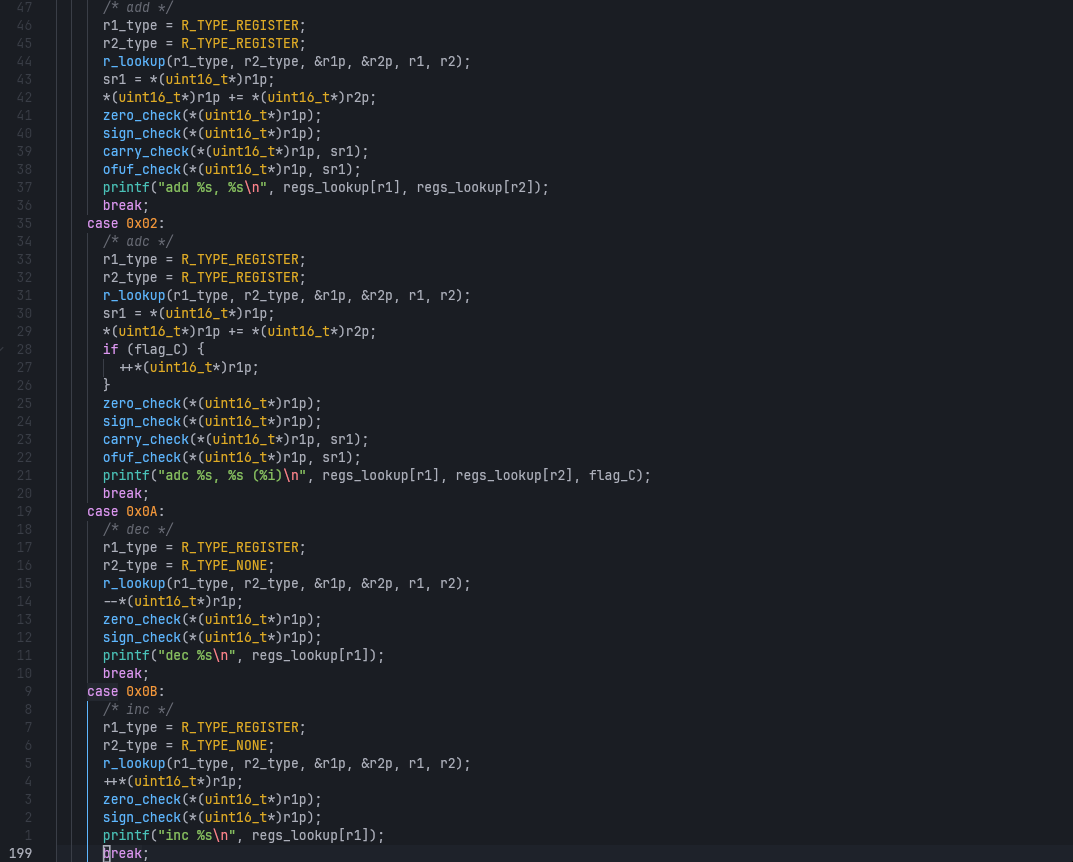 47 /* add */
46 r1_type = R_TYPE_REGISTER;
45 r2_type = R_TYPE_REGISTER;
44 r_lookup(r1_type, r2_type, &r1p, &r2p, r1, r2);
43 sr1 = *(uint16_t*)r1p;
42 *(uint16_t*)r1p += *(uint16_t*)r2p;
41 zero_check(*(uint16_t*)r1p);
40 sign_check(*(uint16_t*)r1p);
39 carry_check(*(uint16_t*)r1p, sr1);
38 ofuf_check(*(uint16_t*)r1p, sr1);
37 printf("add %s, %s\n", regs_lookup[r1], regs_lookup[r2]);
36 break;
35 case 0x02:
34 /* adc */
33 r1_type = R_TYPE_REGISTER;
32 r2_type = R_TYPE_REGISTER;
31 r_lookup(r1_type, r2_type, &r1p, &r2p, r1, r2);
30 sr1 = *(uint16_t*)r1p;
29 *(uint16_t*)r1p += *(uint16_t*)r2p;
28 if (flag_C) {
27 ++*(uint16_t*)r1p;
26 }
25 zero_check(*(uint16_t*)r1p);
24 sign_check(*(uint16_t*)r1p);
23 carry_check(*(uint16_t*)r1p, sr1);
22 ofuf_check(*(uint16_t*)r1p, sr1);
21 printf("adc %s, %s (%i)\n", regs_lookup[r1], regs_lookup[r2], flag_C);
20 break;
19 case 0x0A:
18 /* dec */
17 r1_type = R_TYPE_REGISTER;
16 r2_type = R_TYPE_NONE;
15 r_lookup(r1_type, r2_type, &r1p, &r2p, r1, r2);
14 --*(uint16_t*)r1p;
13 zero_check(*(uint16_t*)r1p);
12 sign_check(*(uint16_t*)r1p);
11 printf("dec %s\n", regs_lookup[r1]);
10 break;
9 case 0x0B:
8 /* inc */
7 r1_type = R_TYPE_REGISTER;
6 r2_type = R_TYPE_NONE;
5 r_lookup(r1_type, r2_type, &r1p, &r2p, r1, r2);
4 ++*(uint16_t*)r1p;
3 zero_check(*(uint16_t*)r1p);
2 sign_check(*(uint16_t*)r1p);
1 printf("inc %s\n", regs_lookup[r1]);
199 break;